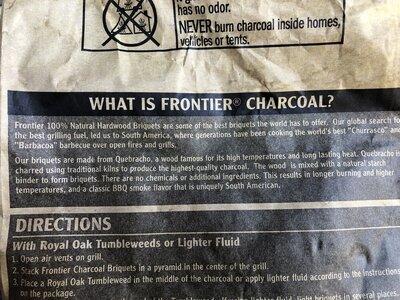 has no odor.
NEVER burn charcoal inside homes,
vehicles or tents.
WHAT IS FRONTIER® CHARCOAL?
Frontier 100% Natural Hardwood Briquets are some of the best briquets the world has to offer. Our global search for
the best grilling fuel, led us to South America, where generations have been cooking the world's best "Churrasco" and
"Barbacoa" barbecue over open fires and grills.
Our briquets are made from Quebracho, a wood famous for its high temperatures and long lasting heat. Quebracho is
charred using traditional kilns to produce the highest-quality charcoal. The wood is mixed with a natural starch
binder to form briquets. There are no chemicals or additional ingredients. This results in longer burning and higher
temperatures, and a classic BBQ smoke flavor that is uniquely South American.
DIRECTIONS
With Royal Oak Tumbleweeds or Lighter Fluid
1. Open air vents on grill.
2. Stack Frontier Charcoal Briquets in a pyramid in the center of the grill.
3. Place a Royal Oak Tumbleweed in the middle of the charcoal or apply lighter fluid according to the instructions
on the package.
light briquets in several places.